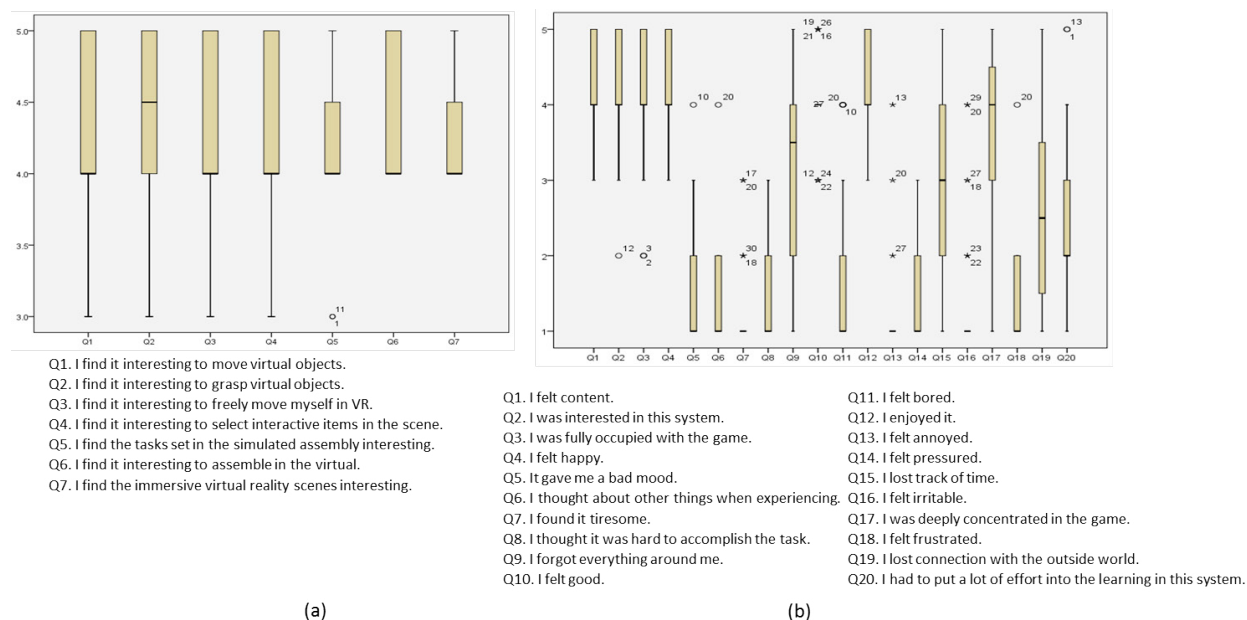 5.0
4.5
4.0
3.5
3.0
11
1
Q1 Q2 Q3 Q4 Q5 Q6 Q7
Q1. I find it interesting to move virtual objects.
Q2. I find it interesting to grasp virtual objects.
Q3. I find it interesting to freely move myself in VR.
Q4. I find it interesting to select interactive items in the scene.
Q5. I find the tasks set in the simulated assembly interesting.
Q6. I find it interesting to assemble in the virtual.
Q7. I find the immersive virtual reality scenes interesting.
(a)
19 26 13
5 21 16 1
4 10 20 27 20 10 13 29 20 20
3 17 20 12 24 22 20 27 18
2 12 3 2 30 18 27 23 22
1
Q1 Q2 Q3 Q4 Q5 Q6 Q7 Q8 Q9 Q10 Q11 Q12 Q13 Q14 Q15 Q16 Q17 Q18 Q19 Q20
Q1. I felt content.
Q2. I was interested in this system.
Q3. I was fully occupied with the game.
Q4. I felt happy.
Q5. It gave me a bad mood.
Q6. I thought about other things when experiencing.
Q7. I found it tiresome.
Q8. I thought it was hard to accomplish the task.
Q9. I forgot everything around me.
Q10. I felt good.
Q11. I felt bored.
Q12. I enjoyed it.
Q13. I felt annoyed.
Q14. I felt pressured.
Q15. I lost track of time.
Q16. I felt irritable.
Q17. I was deeply concentrated in the game.
Q18. I felt frustrated.
Q19. I lost connection with the outside world.
Q20. I had to put a lot of effort into the learning in this system.
(b)